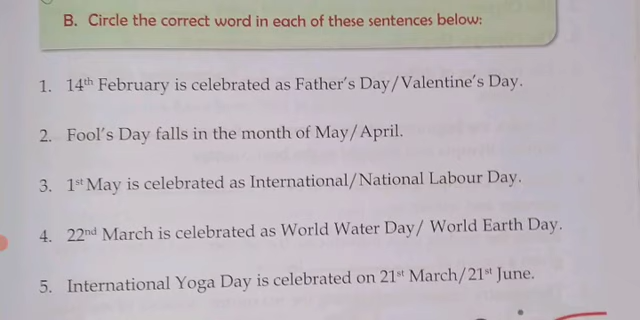 B. Circle the correct word in each of these sentences below:
1. 14th February is celebrated as Father's Day/Valentine's Day.
2. Fool's Day falls in the month of May/April.
3. 1st May is celebrated as International/National Labour Day.
4. 22nd March is celebrated as World Water Day/ World Earth Day.
5. International Yoga Day is celebrated on 21st March/21st June.